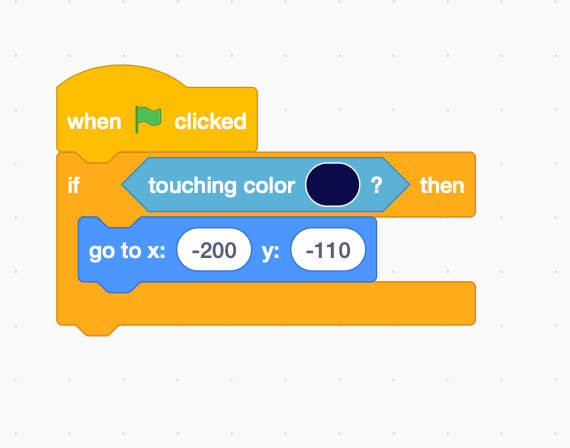 when clicked
if touching color ? then
go to x: -200 y: -110